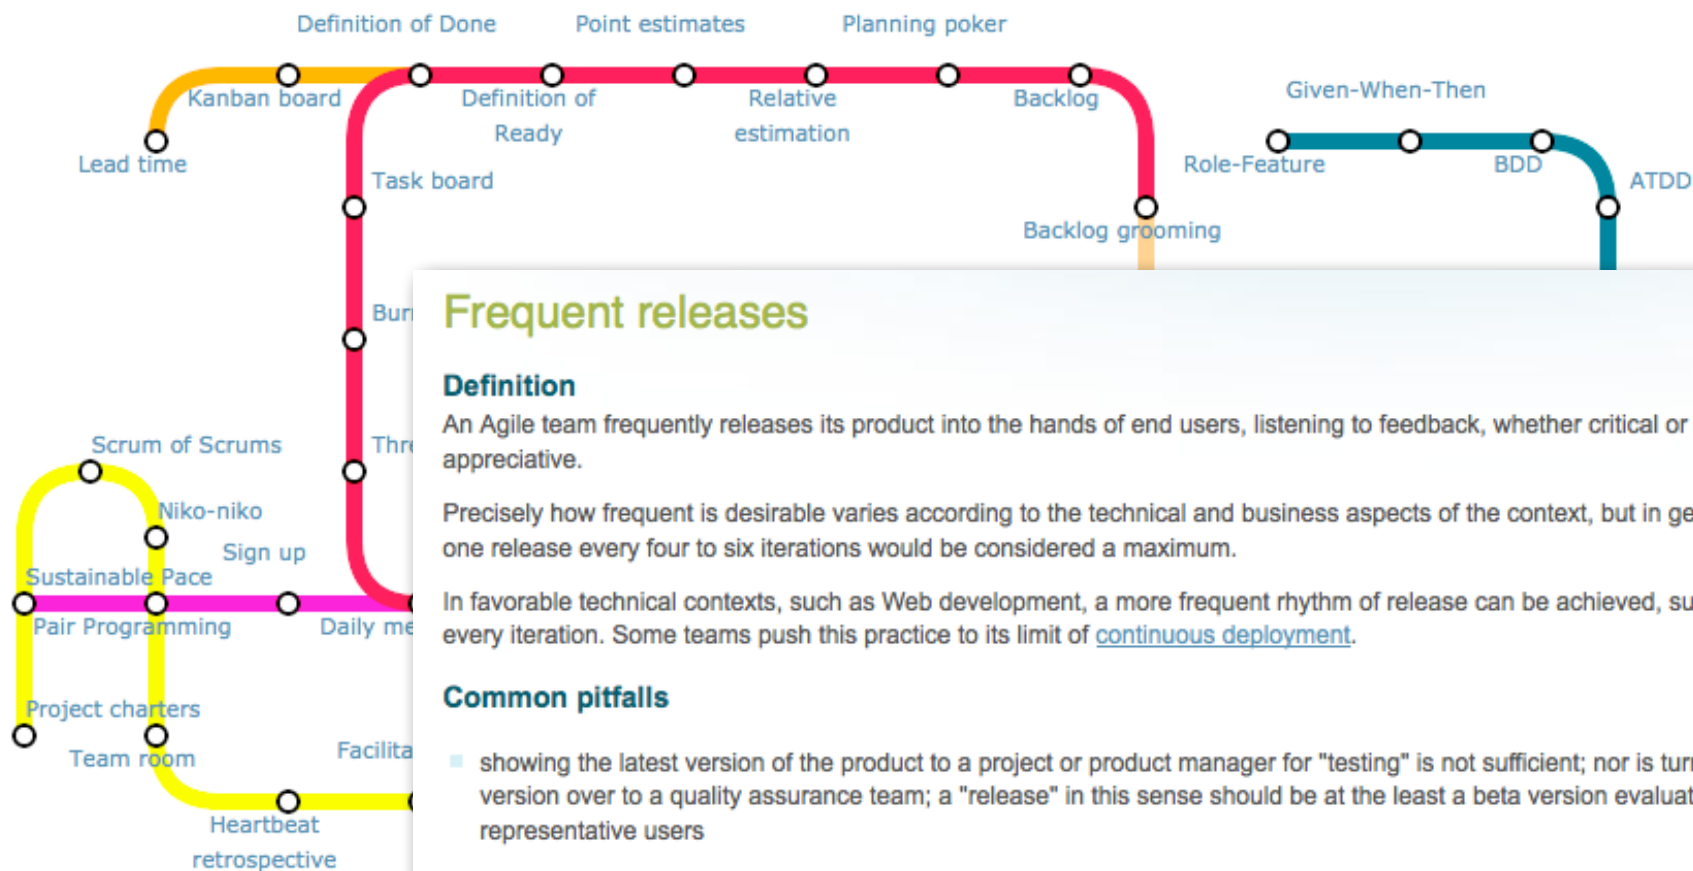 Definition of Done
Point estimates
Planning poker
Kanban board
Definition of
Ready
Relative
estimation
Backlog
Given-When-Then
Lead time
Role-Feature
BDD
ATDD
Task board
Backlog grooming
Scrum of Scrums
Niko-niko
Sign up
Sustainable Pace
Pair Programming
Daily
Project charters
Team room
Heartbeat
retrospective
Frequent releases
Definition
An Agile team frequently releases its product into the hands of end users, listening to feedback, whether critical or
appreciative.
Precisely how frequent is desirable varies according to the technical and business aspects of the context, but in
one release every four to six iterations would be considered a maximum.
In favorable technical contexts, such as Web development, a more frequent rhythm of release can be achieved,
every iteration. Some teams push this practice to its limit of continuous deployment.
Common pitfalls
showing the latest version of the product to a project or product manager for "testing" is not sufficient; nor is
version over to a quality assurance team; a "release" in this sense should be at the least a beta version
representative users